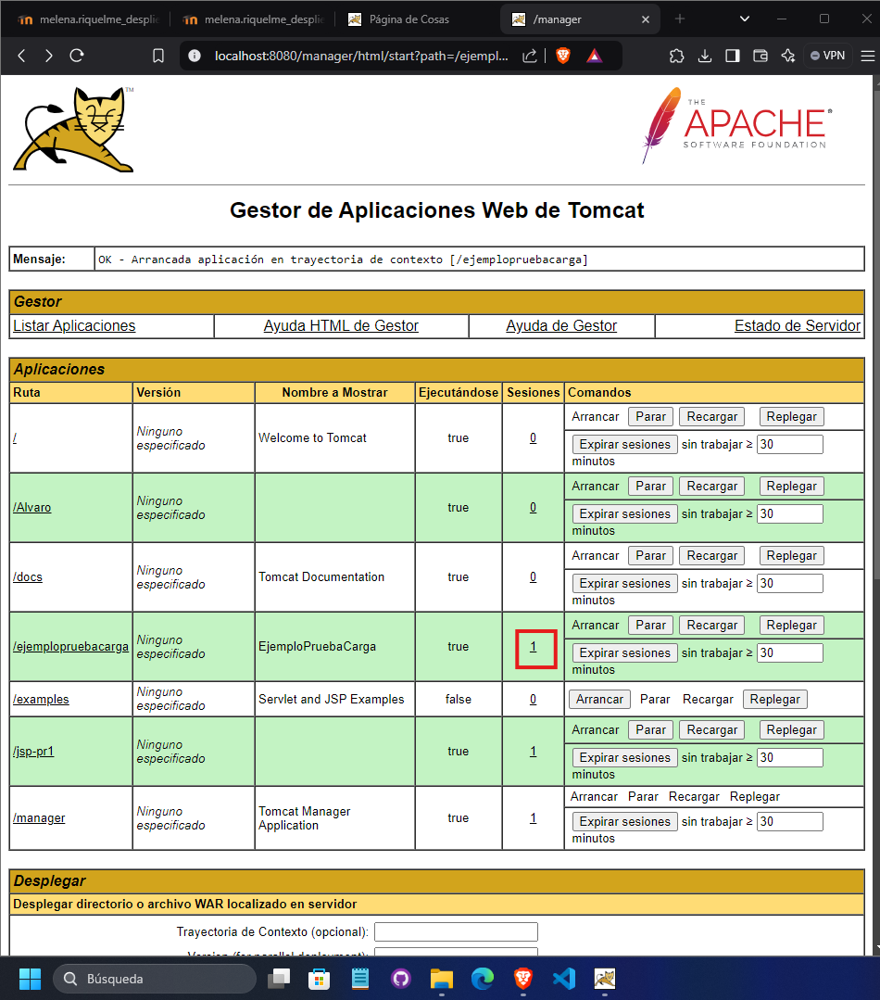 melena.riquelme_desplie
melena.riquelme_desplie
Página de Cosas
/manager
localhost:8080/manager/html/start?path=/ejempl...
VPN
TM
THE
APACHE®
SOFTWARE FOUNDATION
Gestor de Aplicaciones Web de Tomcat
Mensaje: OK - Arrancada aplicación en trayectoria de contexto [/ejemplopruebacarga]
Gestor
Listar Aplicaciones Ayuda HTML de Gestor Ayuda de Gestor Estado de Servidor
Aplicaciones
Ruta Versión Nombre a Mostrar Ejecutándose Sesiones Comandos
/ Ninguno especificado Welcome to Tomcat true 0 Arrancar Parar Recargar Replegar
Expirar sesiones sin trabajar ≥ 30
minutos
/Alvaro Ninguno especificado true 0 Arrancar Parar Recargar Replegar
Expirar sesiones sin trabajar ≥ 30
minutos
/docs Ninguno especificado Tomcat Documentation true 0 Arrancar Parar Recargar Replegar
Expirar sesiones sin trabajar ≥ 30
minutos
/ejemplopruebacarga Ninguno especificado EjemploPruebaCarga true 1 Arrancar Parar Recargar Replegar
Expirar sesiones sin trabajar ≥ 30
minutos
/examples Ninguno especificado Servlet and JSP Examples false 0 Arrancar Parar Recargar Replegar
/jsp-pr1 Ninguno especificado true 1 Arrancar Parar Recargar Replegar
Expirar sesiones sin trabajar ≥ 30
minutos
/manager Ninguno especificado Tomcat Manager Application true 1 Arrancar Parar Recargar Replegar
Expirar sesiones sin trabajar ≥ 30
minutos
Desplegar
Desplegar directorio o archivo WAR localizado en servidor
Trayectoria de Contexto (opcional):
Version (for parallel deployment):
Búsqueda